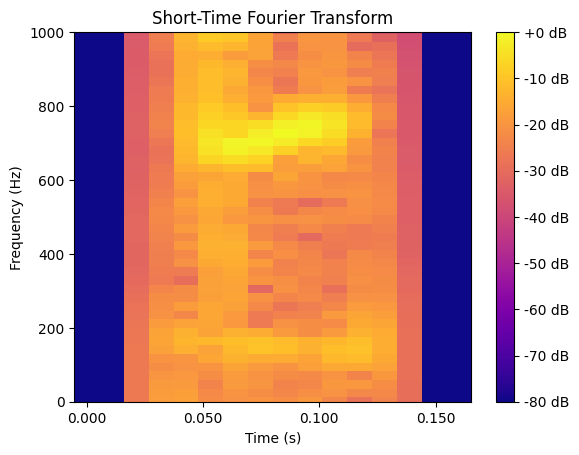 Short-Time Fourier Transform
1000
800
600
400
200
0
Frequency (Hz)
0.000
0.050
0.100
0.150
Time (s)
+0 dB
-10 dB
-20 dB
-30 dB
-40 dB
-50 dB
-60 dB
-70 dB
-80 dB